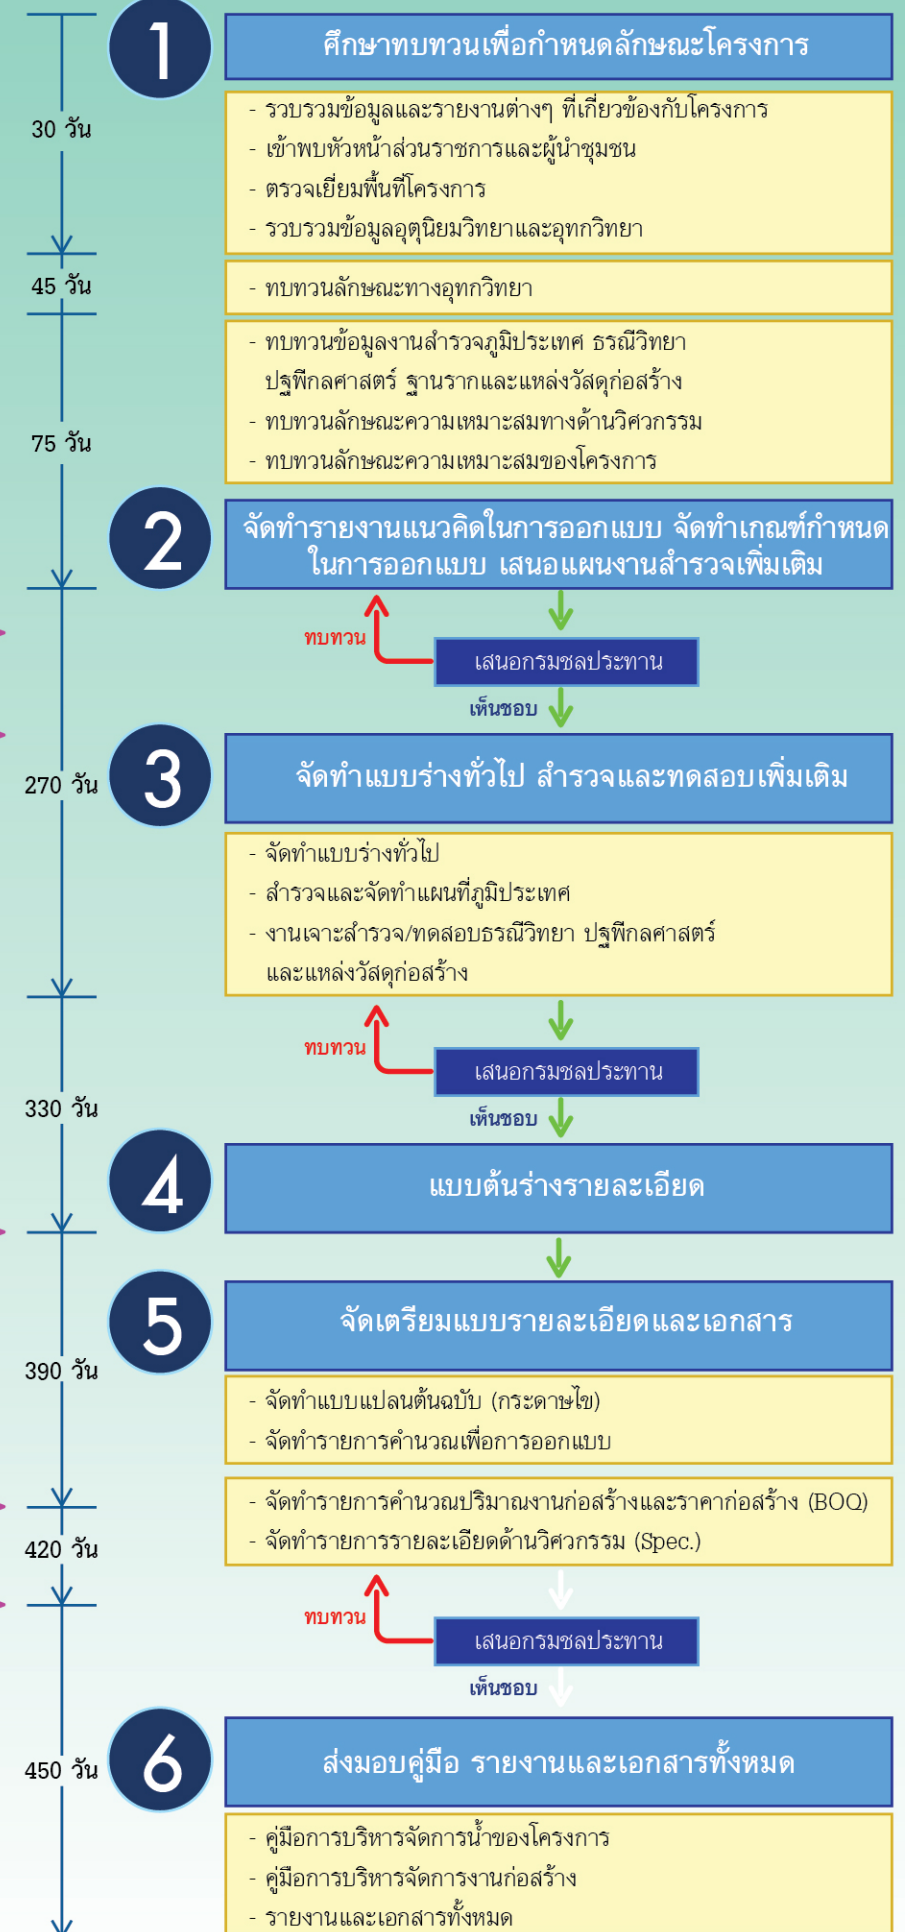 1
ศึกษาทบทวนเพื่อกำหนดลักษณะโครงการ
30 วัน
- รวบรวมข้อมูลและรายงานต่างๆ ที่เกี่ยวข้องกับโครงการ
- เข้าพบหัวหน้าส่วนราชการและผู้นำชุมชน
- ตรวจเยี่ยมพื้นที่โครงการ
- รวบรวมข้อมูลอุตุนิยมวิทยาและอุทกวิทยา
45 วัน
- ทบทวนลักษณะทางอุทกวิทยา
75 วัน
- ทบทวนข้อมูลงานสำรวจภูมิประเทศ ธรณีวิทยา
ปฐพีกลศาสตร์ ฐานรากและแหล่งวัสดุก่อสร้าง
- ทบทวนลักษณะความเหมาะสมทางด้านวิศวกรรม
- ทบทวนลักษณะความเหมาะสมของโครงการ
2
จัดทำรายงานแนวคิดในการออกแบบ จัดทำเกณฑ์กำหนด
ในการออกแบบ เสนอแผนงานสำรวจเพิ่มเติม
ทบทวน
เสนอกรมชลประทาน
เห็นชอบ
270 วัน
3
จัดทำแบบร่างทั่วไป สำรวจและทดสอบเพิ่มเติม
- จัดทำแบบร่างทั่วไป
- สำรวจและจัดทำแผนที่ภูมิประเทศ
- งานเจาะสำรวจ/ทดสอบธรณีวิทยา ปฐพีกลศาสตร์
และแหล่งวัสดุก่อสร้าง
ทบทวน
เสนอกรมชลประทาน
เห็นชอบ
330 วัน
4
แบบต้นร่างรายละเอียด
5
จัดเตรียมแบบรายละเอียดและเอกสาร
390 วัน
- จัดทำแบบแปลนต้นฉบับ (กระดาษไข)
- จัดทำรายการคำนวณเพื่อการออกแบบ
420 วัน
- จัดทำรายการคำนวณปริมาณงานก่อสร้างและราคาก่อสร้าง (BOQ)
- จัดทำรายการรายละเอียดด้านวิศวกรรม (Spec.)
ทบทวน
เสนอกรมชลประทาน
เห็นชอบ
450 วัน
6
ส่งมอบคู่มือ รายงานและเอกสารทั้งหมด
- คู่มือการบริหารจัดการน้ำของโครงการ
- คู่มือการบริหารจัดการงานก่อสร้าง
- รายงานและเอกสารทั้งหมด